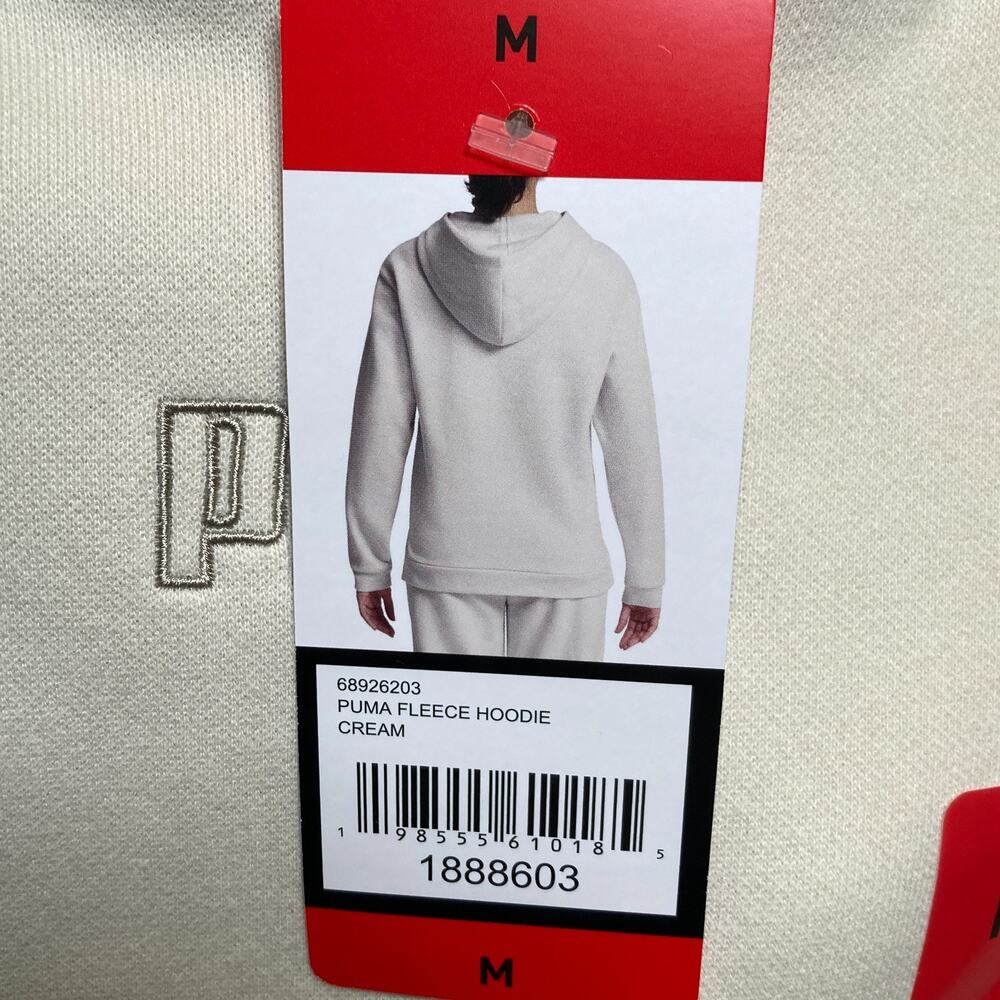 M
P
68926203
PUMA FLEECE HOODIE
CREAM
1 98555 61018 5
1888603
M